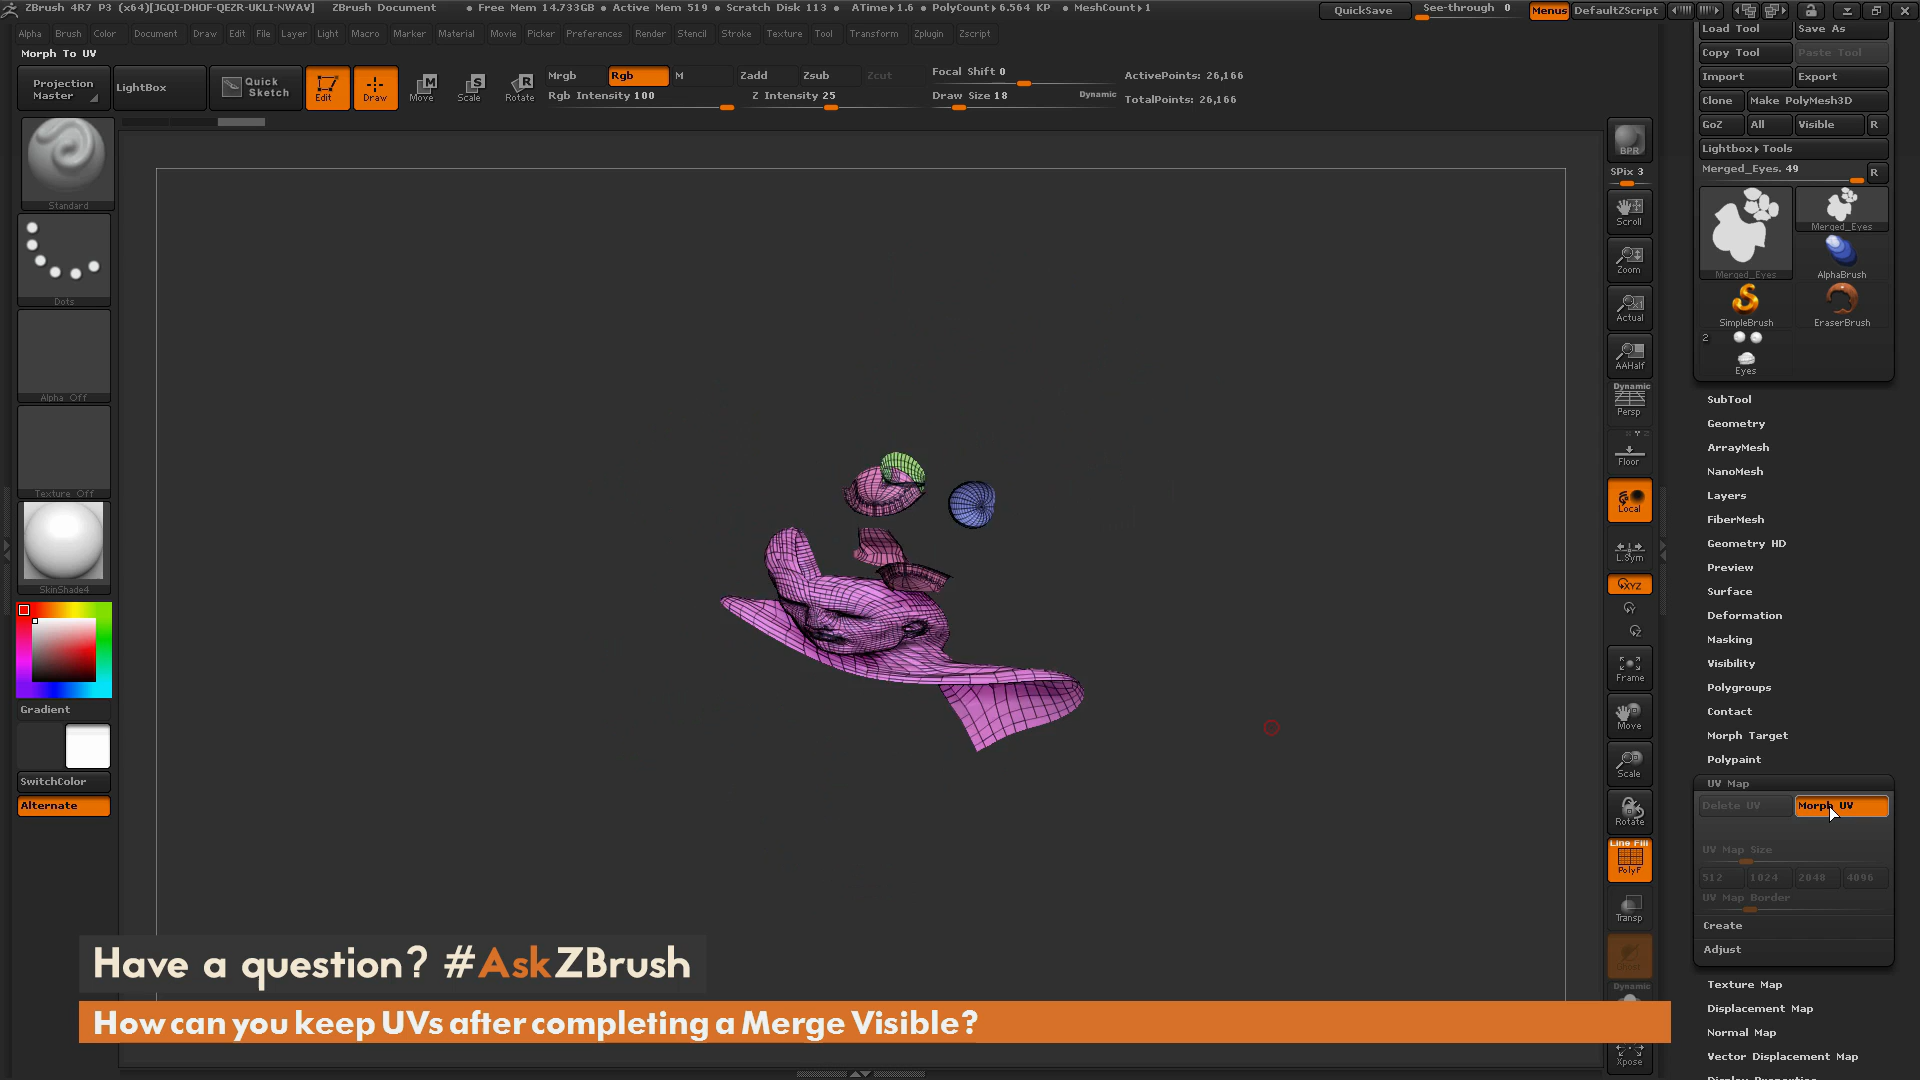 ZBrush 4R7 P3 (x64)[JGQI-DHOF-QEZR-UKLI-NWAV] ZBrush Document • Free Mem 14.733GB • Active Mem 519 • Scratch Disk 113 • ATime▸1.6 • PolyCount▸6.564 KP • MeshCount▸1 QuickSave See-through 0 Menus DefaultZScript
Alpha Brush Color Document Draw Edit File Layer Light Macro Marker Material Movie Picker Preferences Render Stencil Stroke Texture Tool Transform Zplugin Zscript
Morph To UV
Projection Master
LightBox
Quick Sketch
Edit
Draw
Move
Scale
Rotate
Mrgb Rgb M
Rgb Intensity 100
Zadd Zsub Zcut
Z Intensity 25
Focal Shift 0
Draw Size 18 Dynamic
ActivePoints: 26,166
TotalPoints: 26,166
Standard
Dots
Alpha Off
Texture Off
SkinShade4
Gradient
SwitchColor
Alternate
BPR
SPix 3
Scroll
Zoom
Actual
AAHalf
Dynamic
Persp
Floor
Local
L.Sym
XYZ
Frame
Move
Scale
Rotate
Line Fill
PolyF
Transp
Dynamic
Xpose
Load Tool Save As
Copy Tool Paste Tool
Import Export
Clone Make PolyMesh3D
GoZ All Visible R
Lightbox▸Tools
Merged_Eyes. 49 R
Merged_Eyes
Merged_Eyes
AlphaBrush
SimpleBrush
EraserBrush
2
Eyes
SubTool
Geometry
ArrayMesh
NanoMesh
Layers
FiberMesh
Geometry HD
Preview
Surface
Deformation
Masking
Visibility
Polygroups
Contact
Morph Target
Polypaint
UV Map
Delete UV Morph UV
UV Map Size
512 1024 2048 4096
UV Map Border
Create
Adjust
Texture Map
Displacement Map
Normal Map
Vector Displacement Map
Display Properties
Have a question? #AskZBrush
How can you keep UVs after completing a Merge Visible?